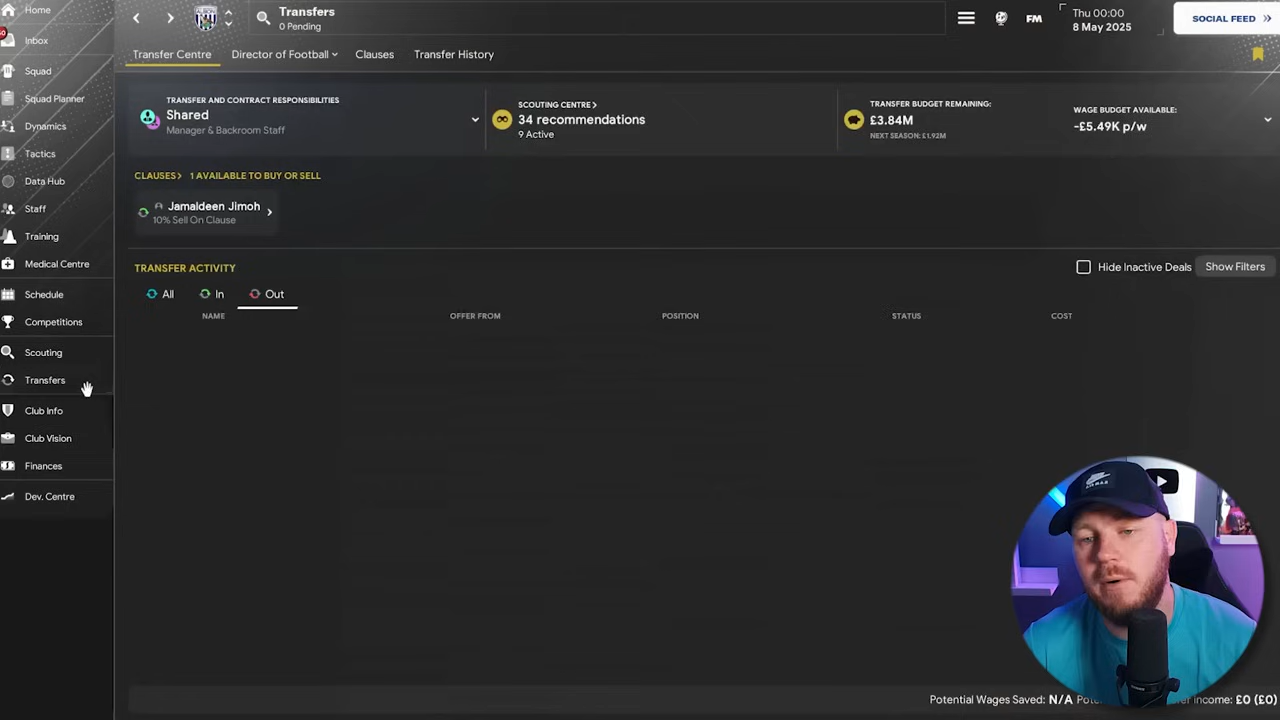 Home
Inbox
Squad
Squad Planner
Dynamics
Tactics
Data Hub
Staff
Training
Medical Centre
Schedule
Competitions
Scouting
Transfers
Club Info
Club Vision
Finances
Dev. Centre
Transfers
0 Pending
FM
Thu 00:00
8 May 2025
SOCIAL FEED
Transfer Centre
Director of Football
Clauses
Transfer History
TRANSFER AND CONTRACT RESPONSIBILITIES
Shared
Manager & Backroom Staff
SCOUTING CENTRE
34 recommendations
9 Active
TRANSFER BUDGET REMAINING:
£3.84M
NEXT SEASON: £1.92M
WAGE BUDGET AVAILABLE:
-£5.49K p/w
CLAUSES 1 AVAILABLE TO BUY OR SELL
Jamaldeen Jimoh
10% Sell On Clause
TRANSFER ACTIVITY
Hide Inactive Deals
Show Filters
All
In
Out
NAME
OFFER FROM
POSITION
STATUS
COST
Potential Wages Saved: N/A
Income: £0 (£0)